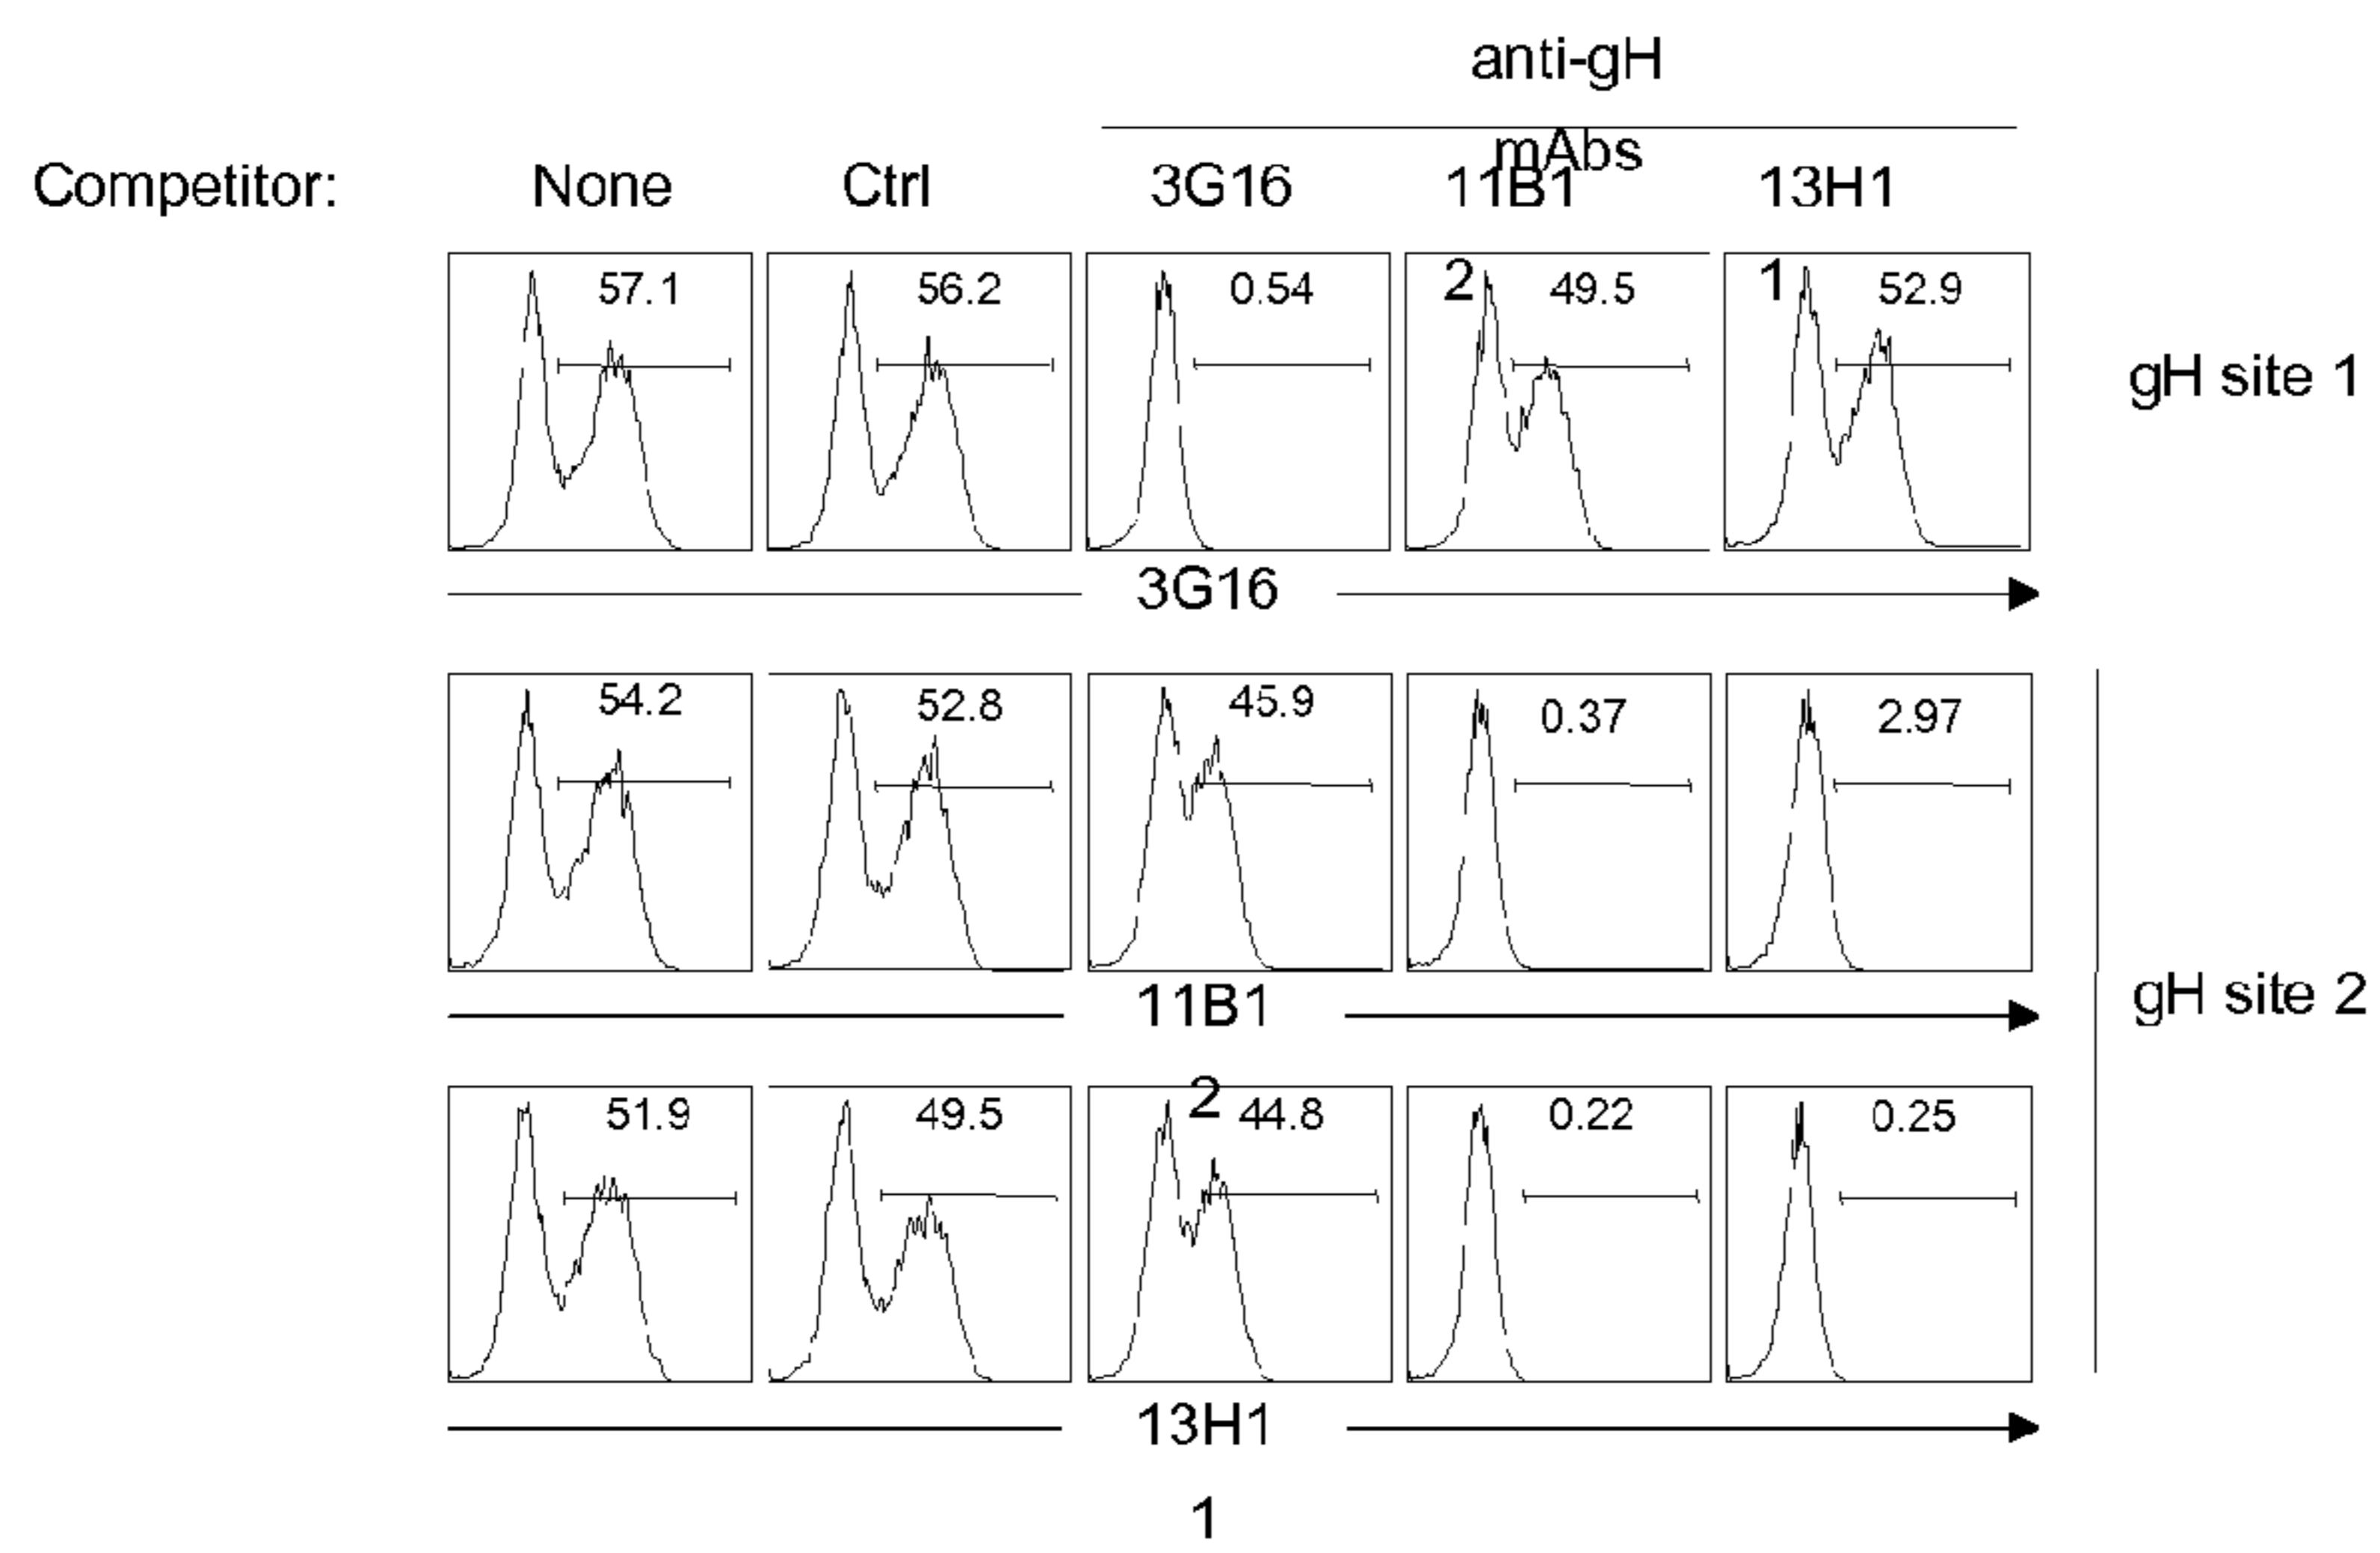 anti-gH
mAbs
Competitor: None Ctrl 3G16 11B1 13H1
2 1
57.1 56.2 0.54 49.5 52.9
gH site 1
3G16
54.2 52.8 45.9 0.37 2.97
11B1
gH site 2
2
51.9 49.5 44.8 0.22 0.25
13H1
1